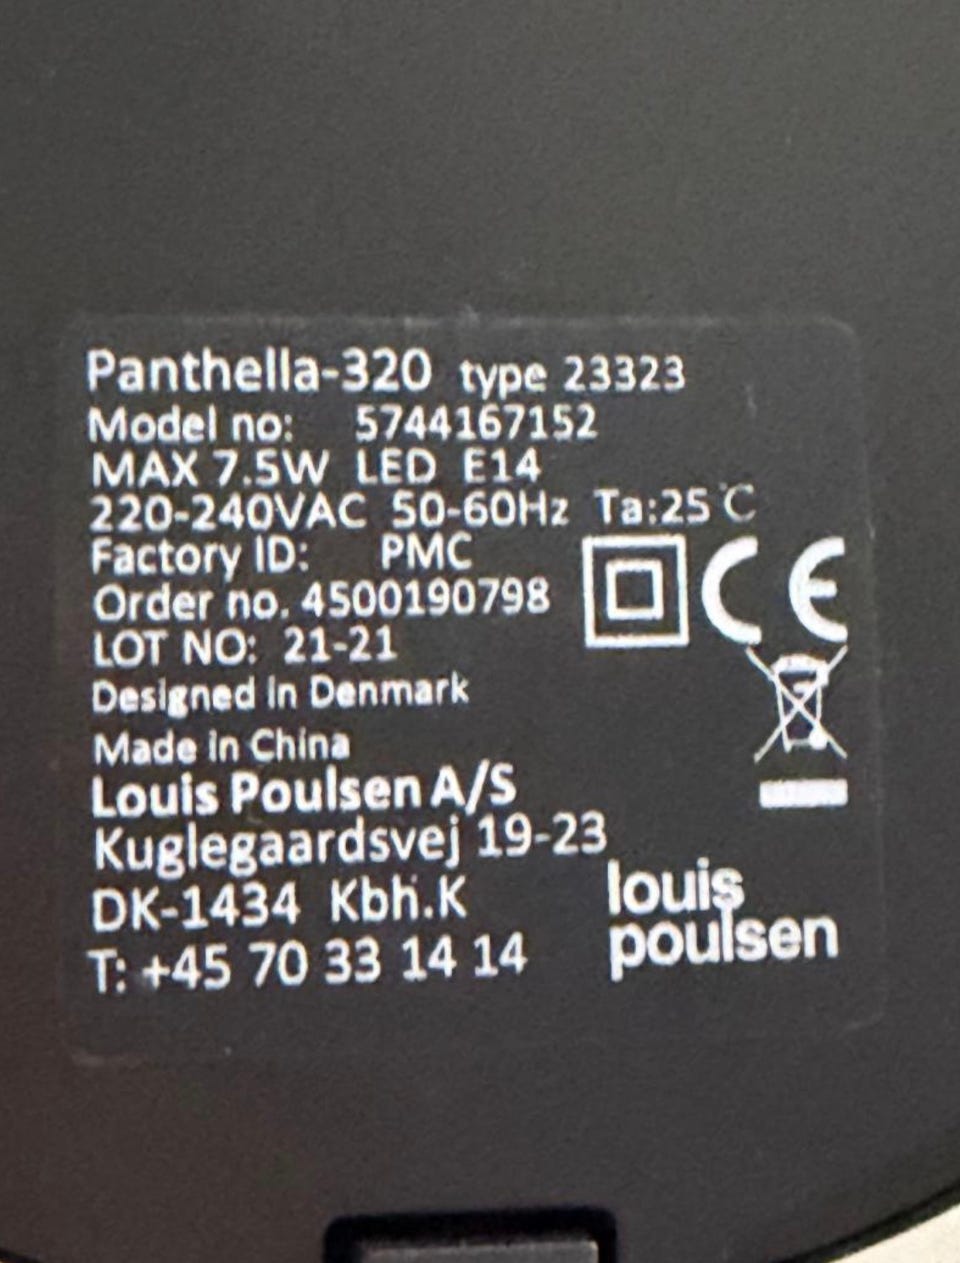 Panthella-320 type 23323
Model no: 5744167152
MAX 7.5W LED E14
220-240VAC 50-60Hz Ta:25℃
Factory ID: PMC
Order no. 4500190798
LOT NO: 21-21
Designed in Denmark
Made in China
Louis Poulsen A/S
Kuglegaardsvej 19-23
DK-1434 Kbh.K
T: +45 70 33 14 14
CE
louis
poulsen